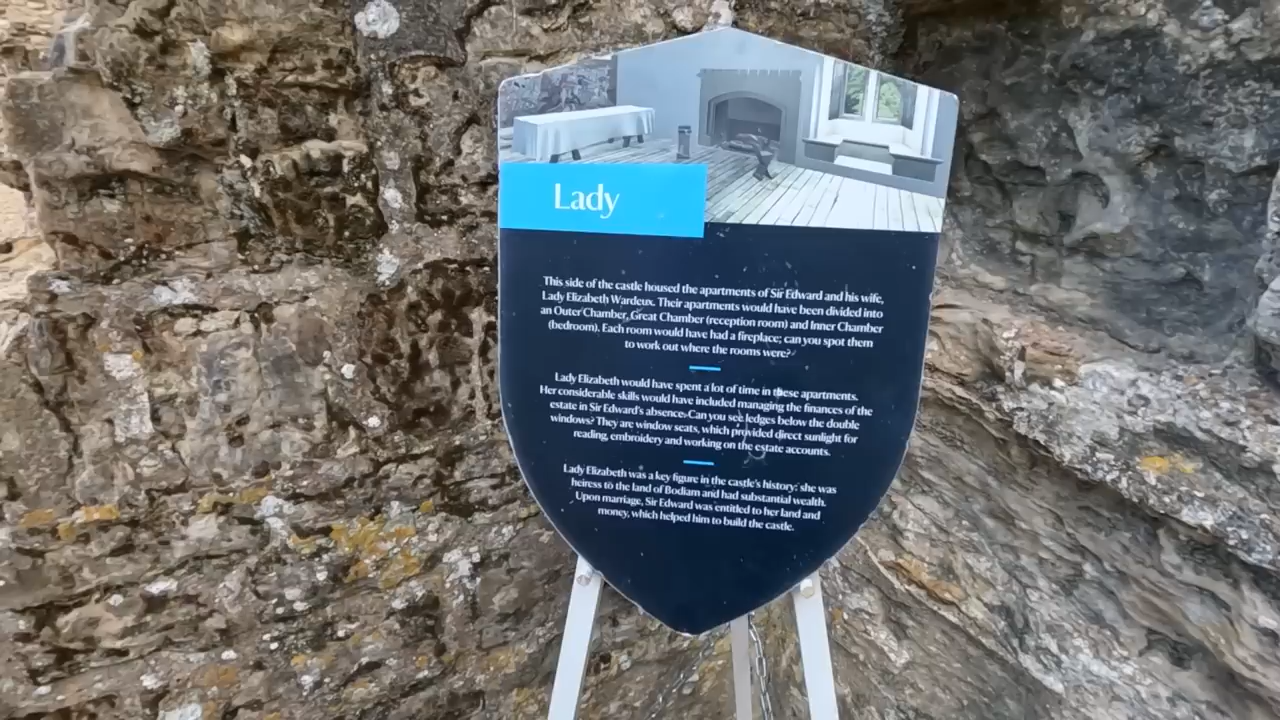 Lady
This side of the castle housed the apartments of Sir Edward and his wife,
Lady Elizabeth Wardeux. Their apartments would have been divided into
an Outer Chamber, Great Chamber (reception room) and Inner Chamber
(bedroom). Each room would have had a fireplace; can you spot them
to work out where the rooms were?
Lady Elizabeth would have spent a lot of time in these apartments.
Her considerable skills would have included managing the finances of the
estate in Sir Edward's absence. Can you see ledges below the double
windows? They are window seats, which provided direct sunlight for
reading, embroidery and working on the estate accounts.
Lady Elizabeth was a key figure in the castle's history: she was
heiress to the land of Bodiam and had substantial wealth.
Upon marriage, Sir Edward was entitled to her land and
money, which helped him to build the castle.